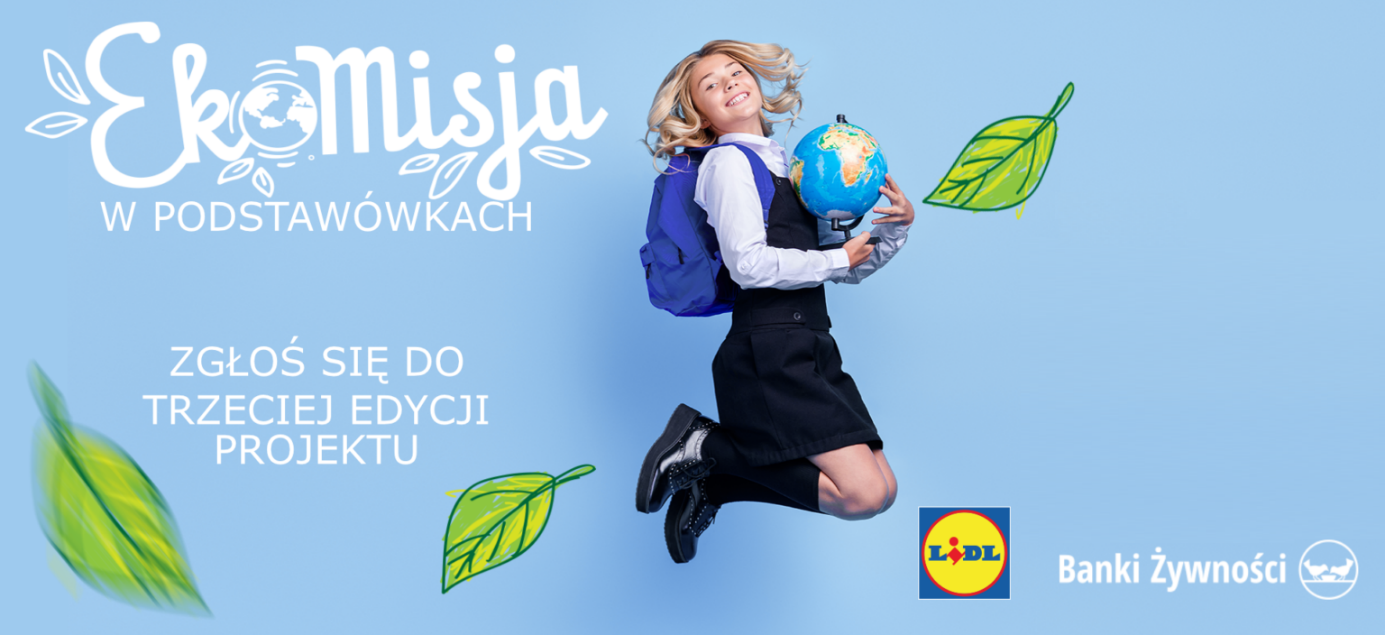 EkoMisja
W PODSTAWÓWKACH
ZGŁOŚ SIĘ DO
TRZECIEJ EDYCJI
PROJEKTU
LIDL
Banki Żywności